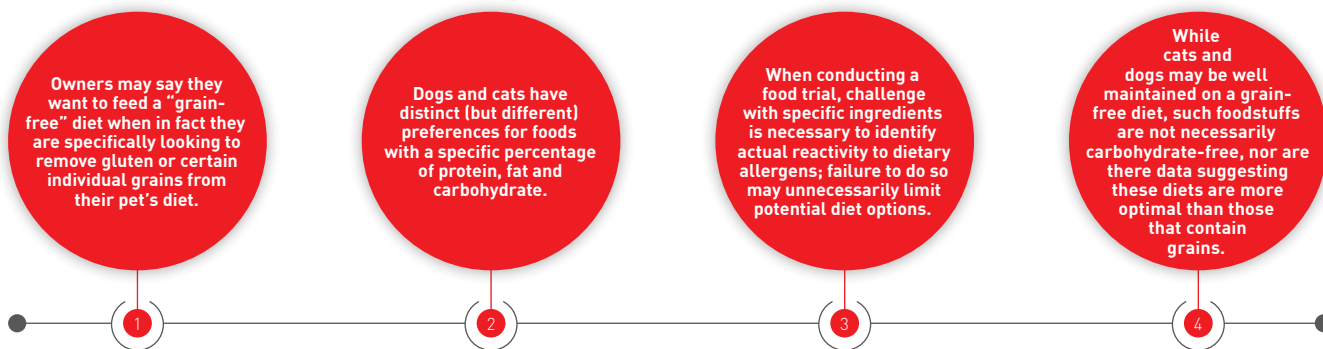 Owners may say they
want to feed a “grain-
free” diet when in fact they
are specifically looking to
remove gluten or certain
individual grains from
their pet’s diet.
Dogs and cats have
distinct (but different)
preferences for foods
with a specific percentage
of protein, fat and
carbohydrate.
When conducting a
food trial, challenge
with specific ingredients
is necessary to identify
actual reactivity to dietary
allergens; failure to do so
may unnecessarily limit
potential diet options.
While
cats and
dogs may be well
maintained on a grain-
free diet, such foodstuffs
are not necessarily
carbohydrate-free, nor are
there data suggesting
these diets are more
optimal than those
that contain
grains.
1
2
3
4